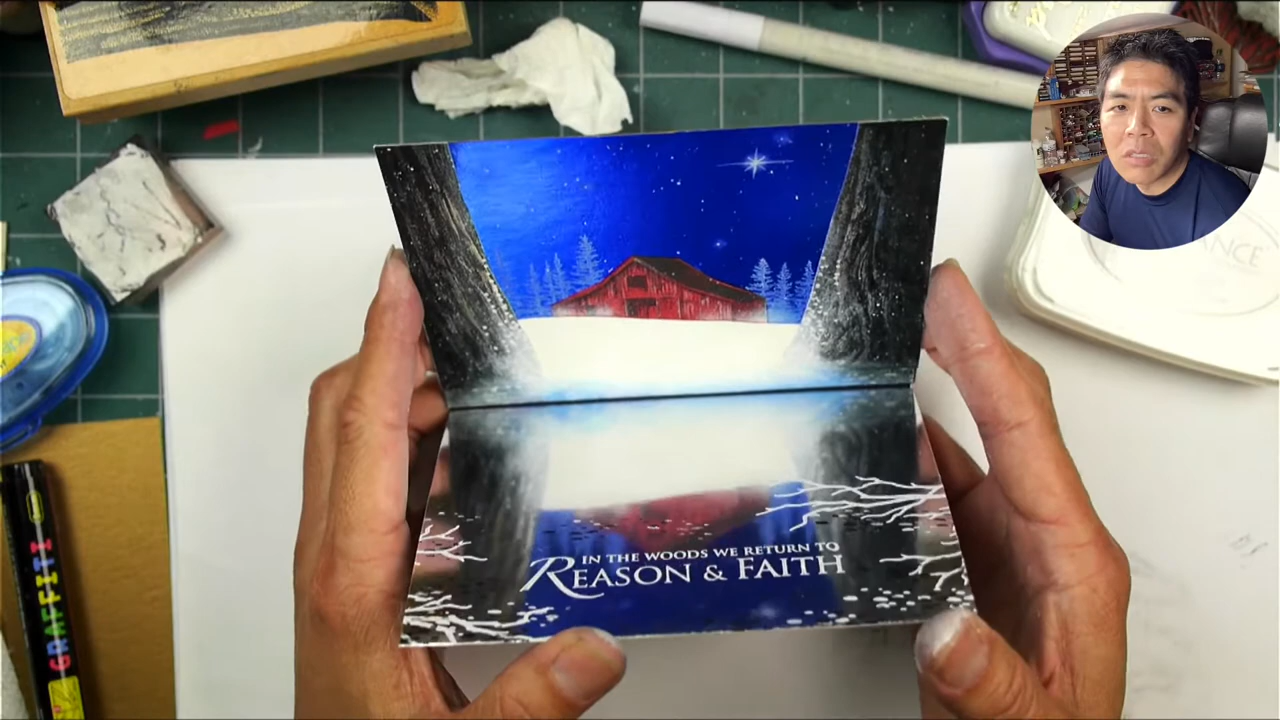 IN THE WOODS WE RETURN TO
REASON & FAITH
GRAFFITI